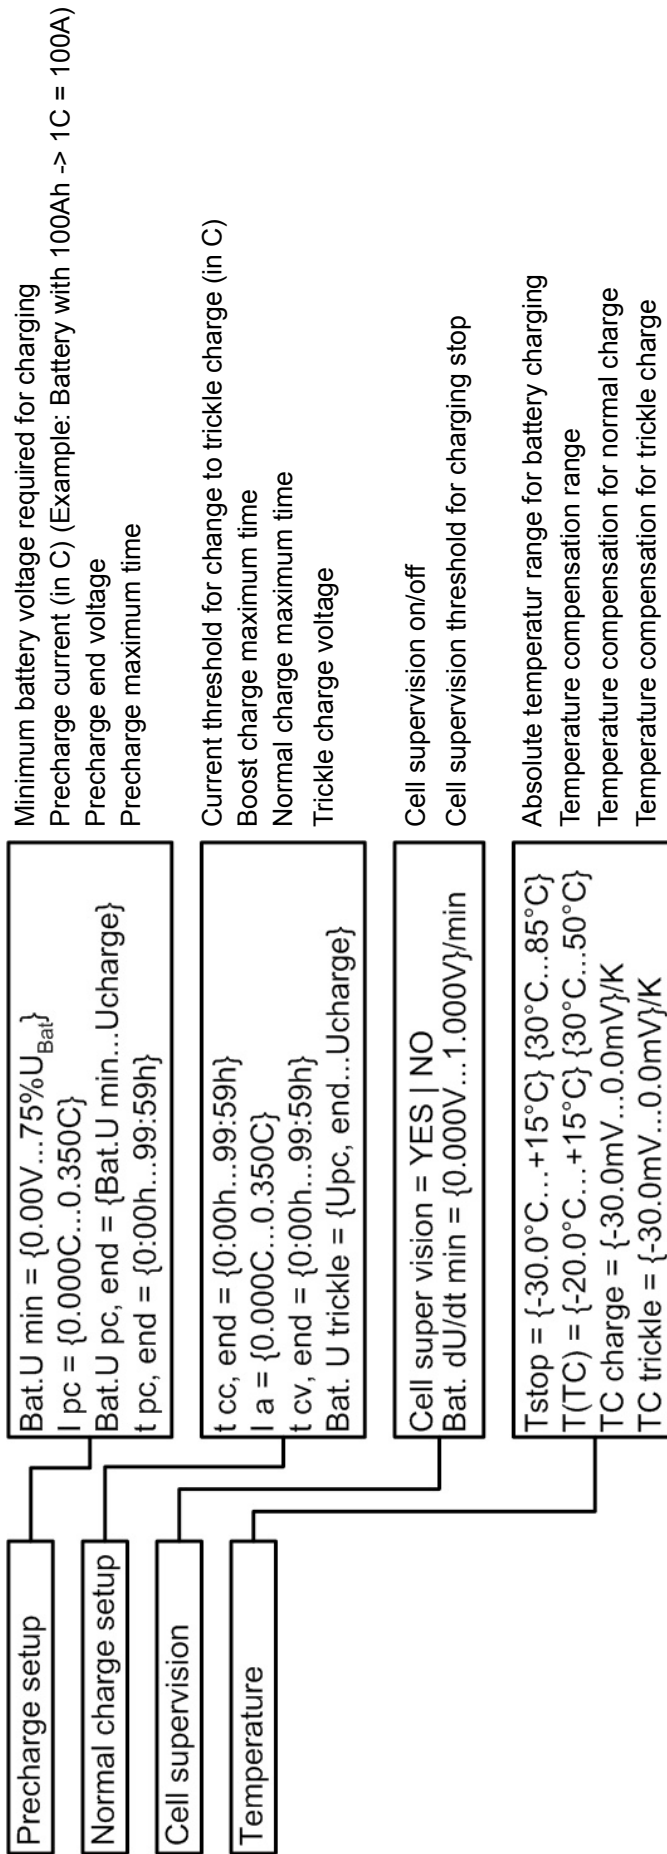 Precharge setup
Bat.U min = {0.00V...75%U_Bat}
I pc = {0.000C...0.350C}
Bat.U pc, end = {Bat.U min...Ucharge}
t pc, end = {0:00h...99:59h}
Minimum battery voltage required for charging
Precharge current (in C) (Example: Battery with 100Ah -> 1C = 100A)
Precharge end voltage
Precharge maximum time
Normal charge setup
t cc, end = {0:00h...99:59h}
I a = {0.000C...0.350C}
t cv, end = {0:00h...99:59h}
Bat. U trickle = {Upc, end...Ucharge}
Current threshold for change to trickle charge (in C)
Boost charge maximum time
Normal charge maximum time
Trickle charge voltage
Cell supervision
Cell super vision = YES | NO
Bat. dU/dt min = {0.000V...1.000V}/min
Cell supervision on/off
Cell supervision threshold for charging stop
Temperature
Tstop = {-30.0°C...+15°C} {30°C...85°C}
T(TC) = {-20.0°C...+15°C} {30°C...50°C}
TC charge = {-30.0mV...0.0mV}/K
TC trickle = {-30.0mV...0.0mV}/K
Absolute temperatur range for battery charging
Temperature compensation range
Temperature compensation for normal charge
Temperature compensation for trickle charge